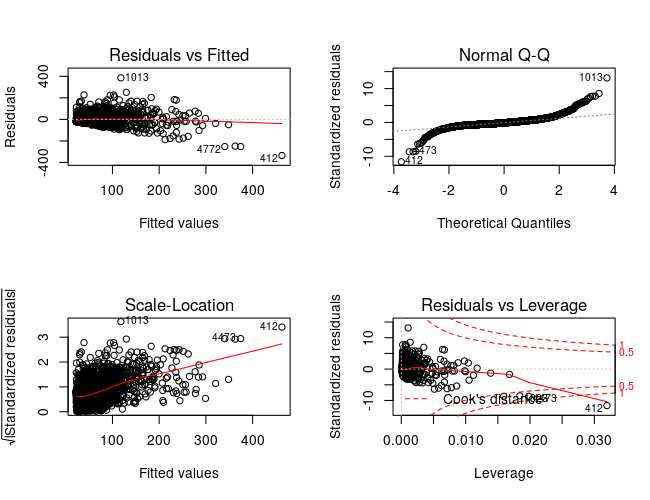 Residuals vs Fitted
Residuals
400
0
-400
1013
4772
412
100 200 300 400
Fitted values
Normal Q-Q
Standardized residuals
10
0
-10
1013
412
-4 -2 0 2 4
Theoretical Quantiles
Scale-Location
√|Standardized residuals|
3
2
1
0
1013
412
100 200 300 400
Fitted values
Residuals vs Leverage
Standardized residuals
10
0
-10
1
0.5
0.5
1
Cook's distance
412
0.000 0.010 0.020 0.030
Leverage